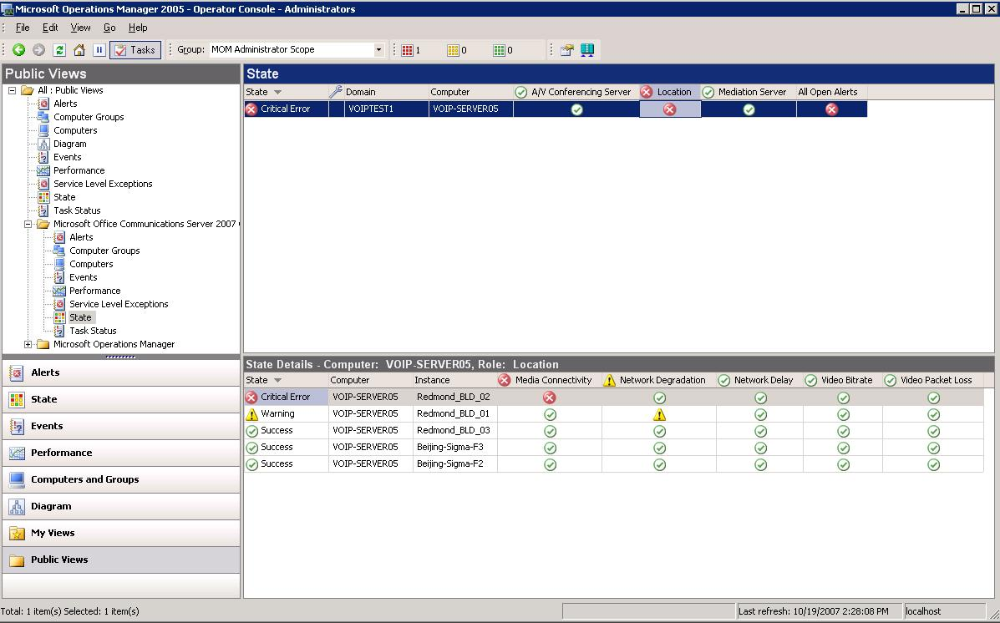 Microsoft Operations Manager 2005 - Operator Console - Administrators
File Edit View Go Help
Tasks Group: MOM Administrator Scope 1 0 0
Public Views
All : Public Views
Alerts
Computer Groups
Computers
Diagram
Events
Performance
Service Level Exceptions
State
Task Status
Microsoft Office Communications Server 2007
Alerts
Computer Groups
Computers
Events
Performance
Service Level Exceptions
State
Task Status
Microsoft Operations Manager
Alerts
State
Events
Performance
Computers and Groups
Diagram
My Views
Public Views
State
State Domain Computer A/V Conferencing Server Location Mediation Server All Open Alerts
Critical Error VOIPTEST1 VOIP-SERVER05
State Details - Computer: VOIP-SERVER05, Role: Location
State Computer Instance Media Connectivity Network Degradation Network Delay Video Bitrate Video Packet Loss
Critical Error VOIP-SERVER05 Redmond_BLD_02
Warning VOIP-SERVER05 Redmond_BLD_01
Success VOIP-SERVER05 Redmond_BLD_03
Success VOIP-SERVER05 Beijing-Sigma-F3
Success VOIP-SERVER05 Beijing-Sigma-F2
Total: 1 item(s) Selected: 1 item(s) Last refresh: 10/19/2007 2:28:08 PM localhost